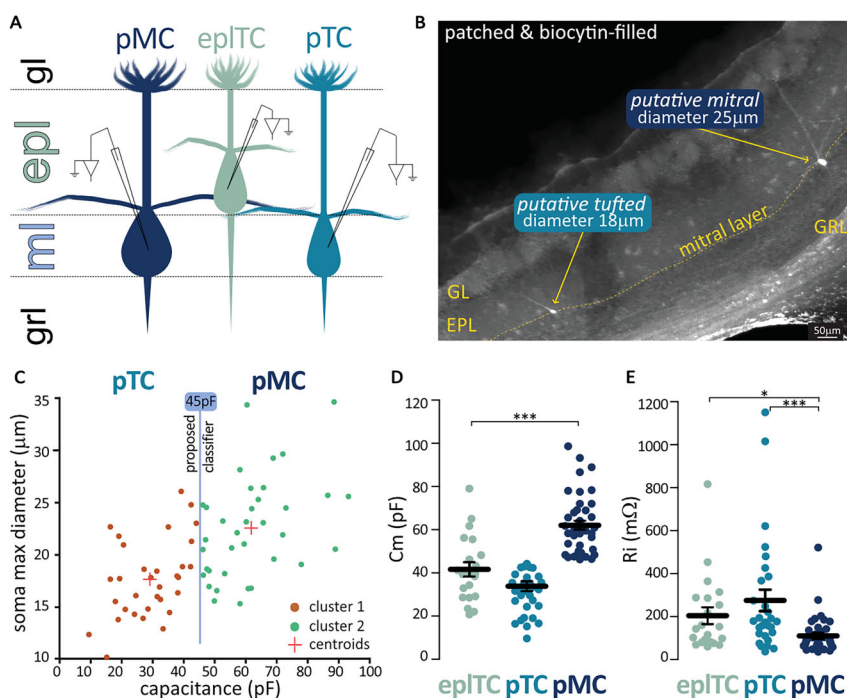 A
pMC
eplTC
pTC
gl
epl
ml
grl
B
patched & biocytin-filled
putative mitral
diameter 25μm
putative tufted
diameter 18μm
mitral layer
GRL
GL
EPL
50μm
C
pTC
pMC
45pF
proposed
classifier
soma max diameter (μm)
35
30
25
20
15
10
cluster 1
cluster 2
centroids
0 10 20 30 40 50 60 70 80 90 100
capacitance (pF)
D
***
Cm (pF)
120
100
80
60
40
20
0
eplTC pTC pMC
E
*
***
Ri (mΩ)
1200
1000
800
600
400
200
0
eplTC pTC pMC